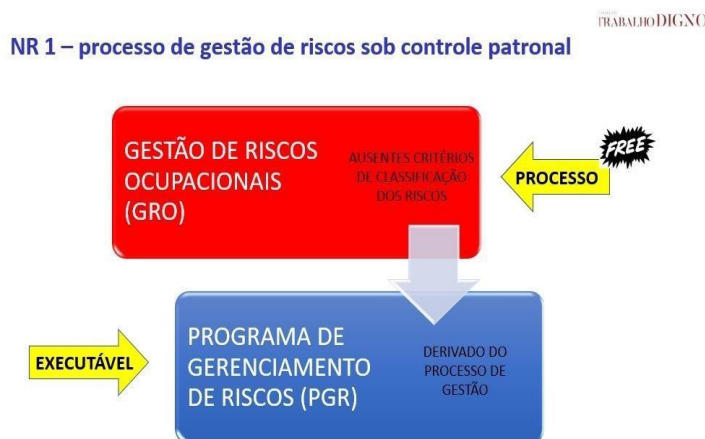 TRABALHO DIGNO
NR 1 – processo de gestão de riscos sob controle patronal
GESTÃO DE RISCOS
OCUPACIONAIS
(GRO)
AUSENTES CRITÉRIOS
DE CLASSIFICAÇÃO
DOS RISCOS
PROCESSO
FREE
EXECUTÁVEL
PROGRAMA DE
GERENCIAMENTO
DE RISCOS (PGR)
DERIVADO DO
PROCESSO DE
GESTÃO